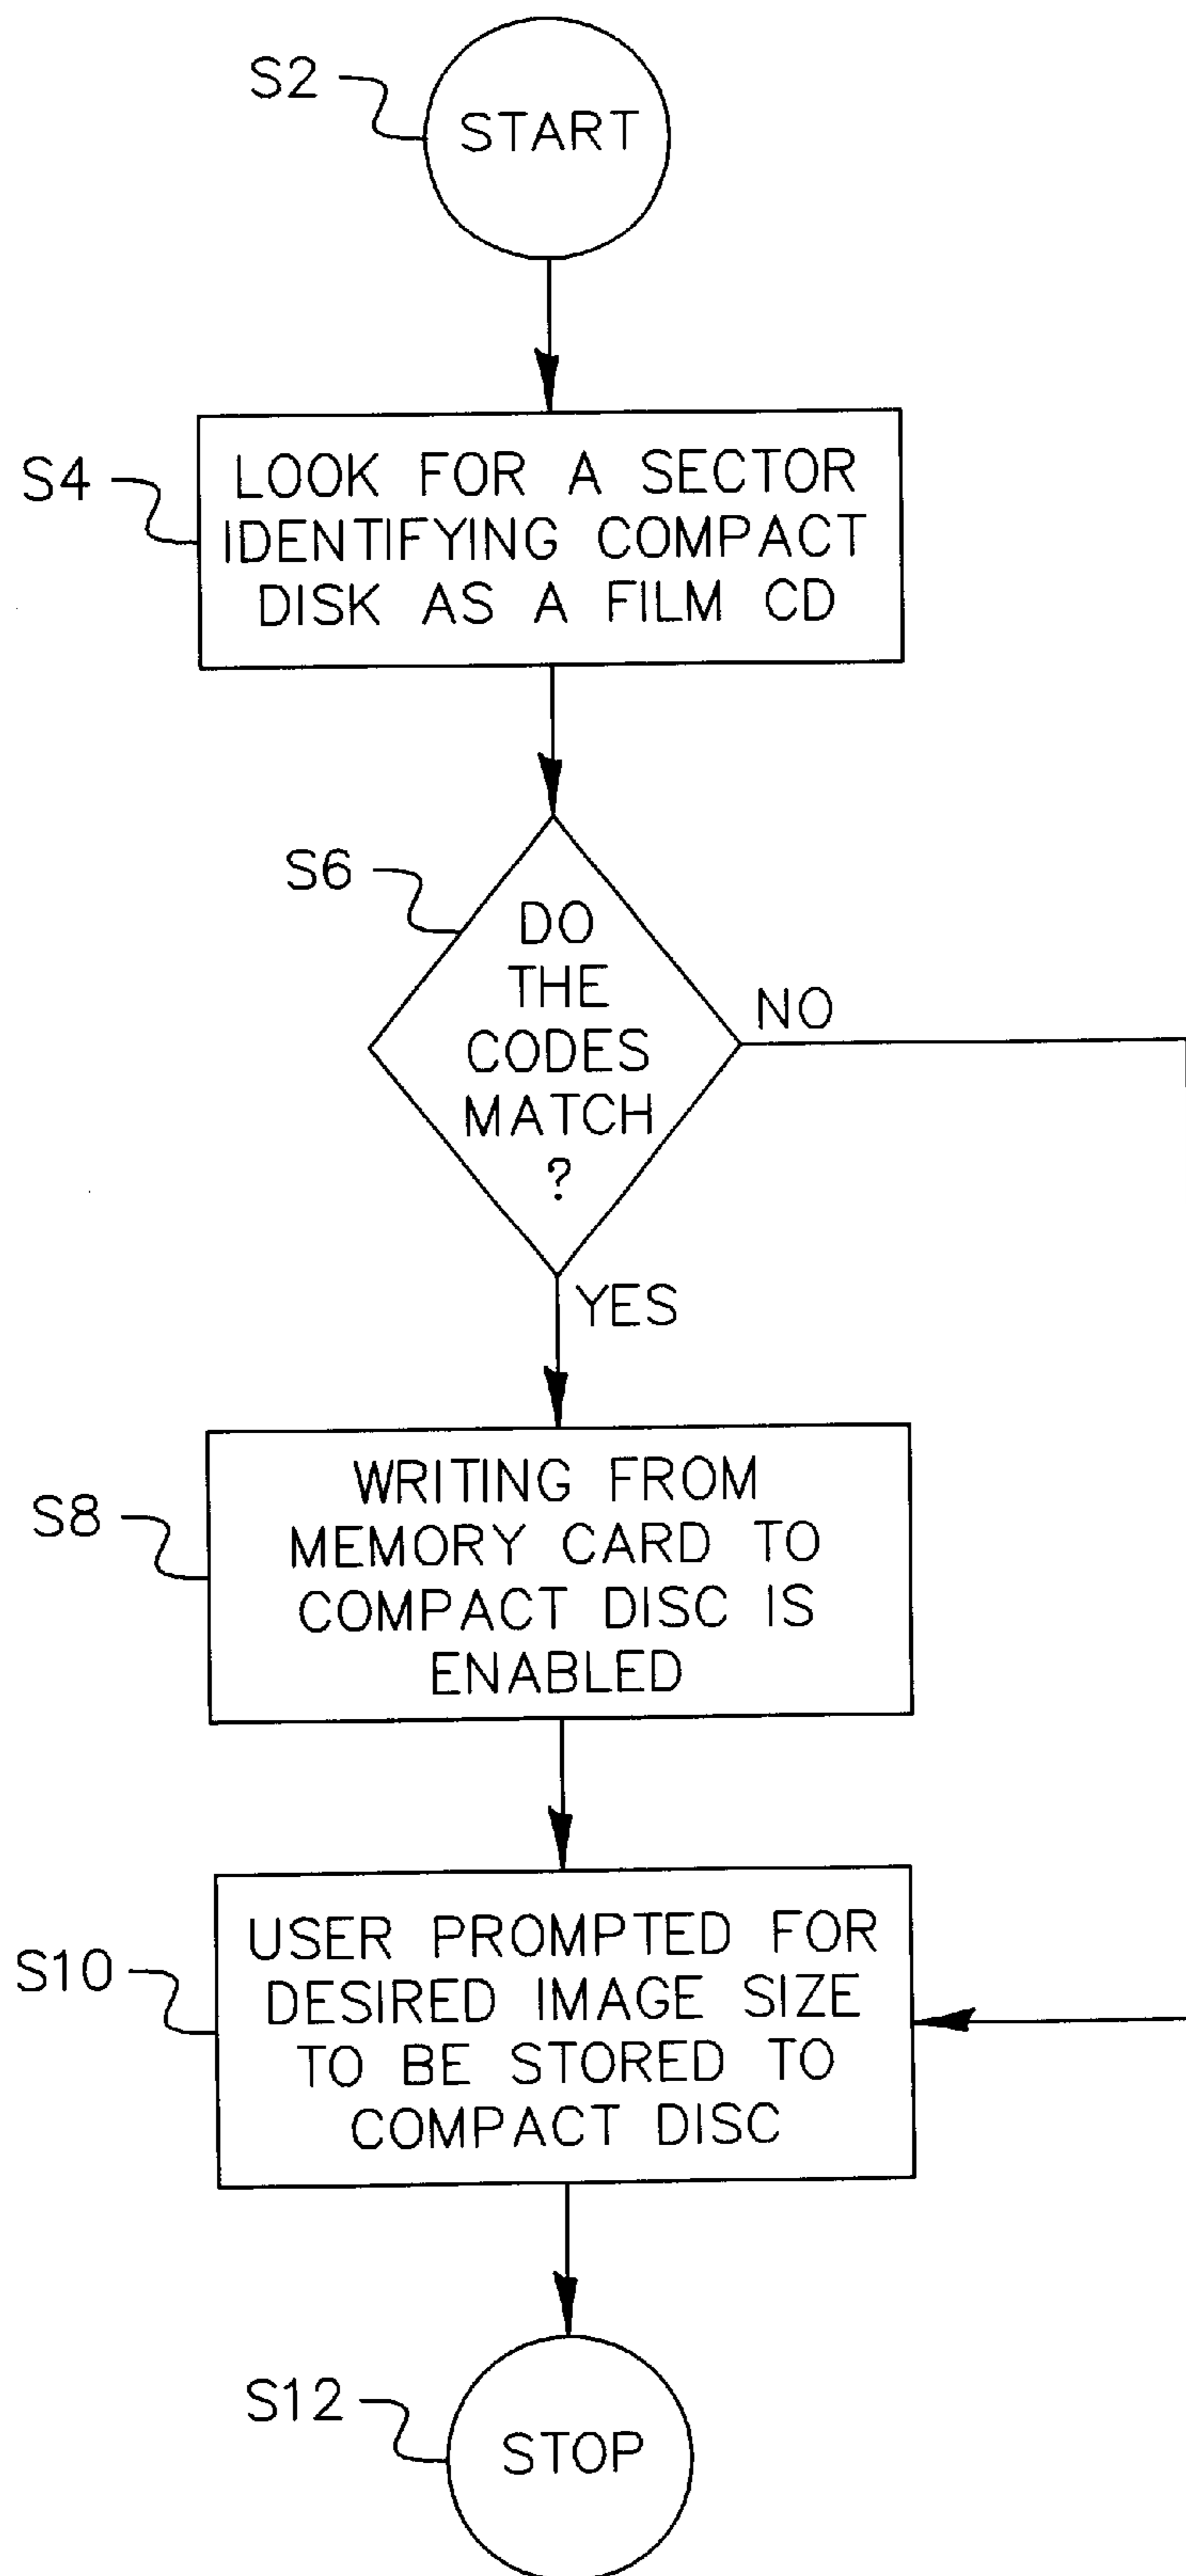 S2
START
S4
LOOK FOR A SECTOR
IDENTIFYING COMPACT
DISK AS A FILM CD
S6
DO
THE
CODES
MATCH
?
NO
YES
S8
WRITING FROM
MEMORY CARD TO
COMPACT DISC IS
ENABLED
S10
USER PROMPTED FOR
DESIRED IMAGE SIZE
TO BE STORED TO
COMPACT DISC
S12
STOP